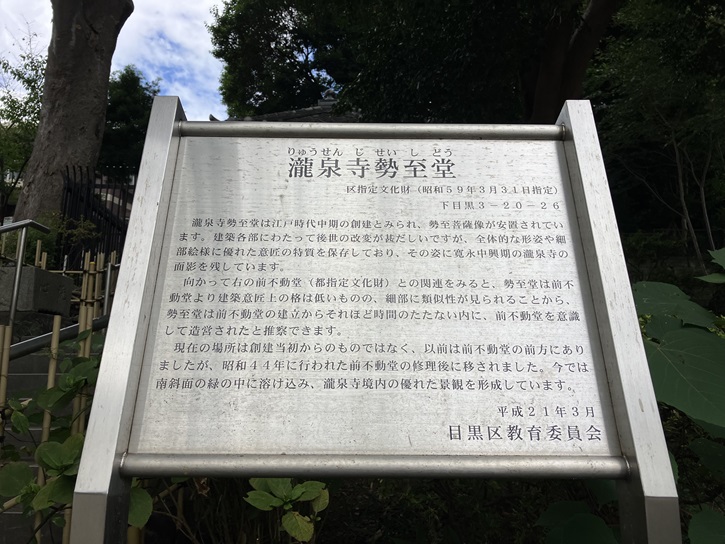 りゅうせんじせいしどう
瀧泉寺勢至堂
区指定文化財（昭和５９年３月３１日指定）
下目黒３－２０－２６
瀧泉寺勢至堂は江戸時代中期の創建とみられ、勢至菩薩像が安置されてい
ます。建築各部にわたって後世の改変が甚だしいですが、全体的な形姿や細
部絵様に優れた意匠の特質を保存しており、その姿に寛永中興期の瀧泉寺の
面影を残しています。
向かって右の前不動堂（都指定文化財）との関連をみると、勢至堂は前不
動堂より建築意匠上の格は低いものの、細部に類似性が見られることから、
勢至堂は前不動堂の建立からそれほど時間のたたない内に、前不動堂を意識
して造営されたと推察できます。
現在の場所は創建当初からのものではなく、以前は前不動堂の前方にあり
ましたが、昭和４４年に行われた前不動堂の修理後に移されました。今では
南斜面の緑の中に溶け込み、瀧泉寺境内の優れた景観を形成しています。
平成２１年３月
目黒区教育委員会